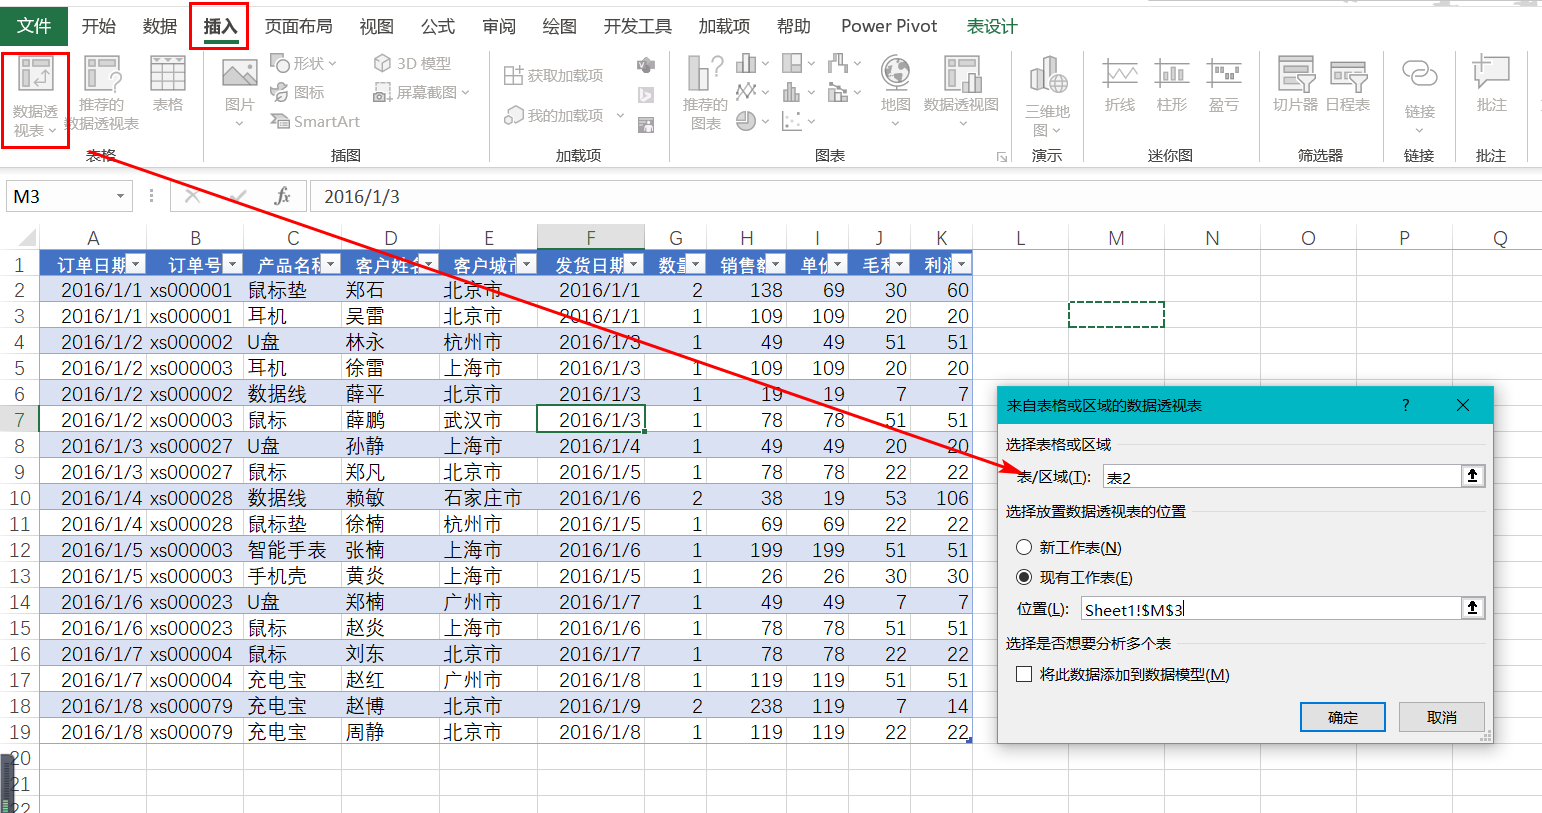 文件 开始 数据 插入 页面布局 视图 公式 审阅 绘图 开发工具 加载项 帮助 Power Pivot 表设计
数据透视表 推荐的数据透视表 表格
图片 形状 图标 SmartArt 3D 模型 屏幕截图
获取加载项 我的加载项
推荐的图表 地图 数据透视图 三维地图
折线 柱形 盈亏 切片器 日程表 链接 批注
表格 插图 加载项 图表 演示 迷你图 筛选器 链接 批注
M3 fx 2016/1/3
A B C D E F G H I J K L M N O P Q
1 订单日期 订单号 产品名称 客户姓名 客户城市 发货日期 数量 销售额 单价 毛利 利润
2 2016/1/1 xs000001 鼠标垫 郑石 北京市 2016/1/1 2 138 69 30 60
3 2016/1/1 xs000001 耳机 吴雷 北京市 2016/1/1 1 109 109 20 20
4 2016/1/2 xs000002 U盘 林永 杭州市 2016/1/3 1 49 49 51 51
5 2016/1/2 xs000003 耳机 徐雷 上海市 2016/1/3 1 109 109 20 20
6 2016/1/2 xs000002 数据线 薛平 北京市 2016/1/3 1 19 19 7 7
7 2016/1/2 xs000003 鼠标 薛鹏 武汉市 2016/1/3 1 78 78 51 51
8 2016/1/3 xs000027 U盘 孙静 上海市 2016/1/4 1 49 49 20 20
9 2016/1/3 xs000027 鼠标 郑凡 北京市 2016/1/5 1 78 78 22 22
10 2016/1/4 xs000028 数据线 赖敏 石家庄市 2016/1/6 2 38 19 53 106
11 2016/1/4 xs000028 鼠标垫 徐楠 杭州市 2016/1/5 1 69 69 22 22
12 2016/1/5 xs000003 智能手表 张楠 上海市 2016/1/6 1 199 199 51 51
13 2016/1/5 xs000003 手机壳 黄炎 上海市 2016/1/5 1 26 26 30 30
14 2016/1/6 xs000023 U盘 郑楠 广州市 2016/1/7 1 49 49 7 7
15 2016/1/6 xs000023 鼠标 赵炎 上海市 2016/1/6 1 78 78 51 51
16 2016/1/7 xs000004 鼠标 刘东 北京市 2016/1/7 1 78 78 22 22
17 2016/1/7 xs000004 充电宝 赵红 广州市 2016/1/8 1 119 119 51 51
18 2016/1/8 xs000079 充电宝 赵博 北京市 2016/1/9 2 238 119 7 14
19 2016/1/8 xs000079 充电宝 周静 北京市 2016/1/8 1 119 119 22 22
20
21
22
来自表格或区域的数据透视表 ?
选择表格或区域
表/区域(T): 表2
选择放置数据透视表的位置
新工作表(N)
现有工作表(E)
位置(L): Sheet1!$M$3
选择是否想要分析多个表
将此数据添加到数据模型(M)
确定 取消